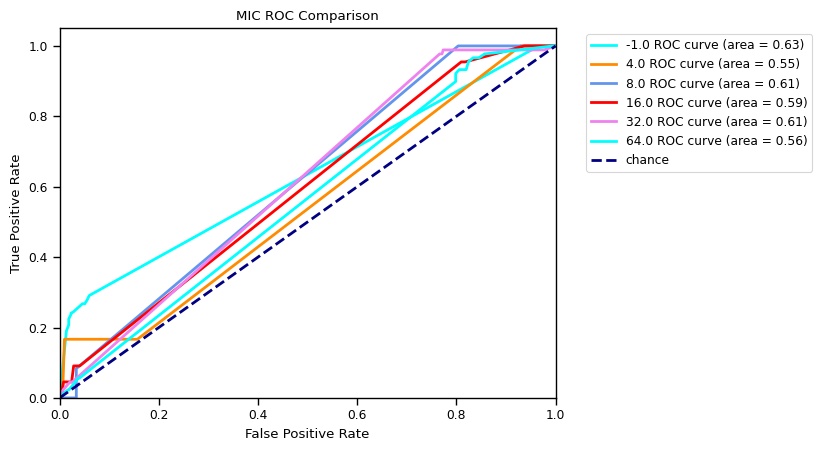 MIC ROC Comparison
1.0
0.8
0.6
0.4
0.2
0.0
True Positive Rate
0.0 0.2 0.4 0.6 0.8 1.0
False Positive Rate
-1.0 ROC curve (area = 0.63)
4.0 ROC curve (area = 0.55)
8.0 ROC curve (area = 0.61)
16.0 ROC curve (area = 0.59)
32.0 ROC curve (area = 0.61)
64.0 ROC curve (area = 0.56)
chance